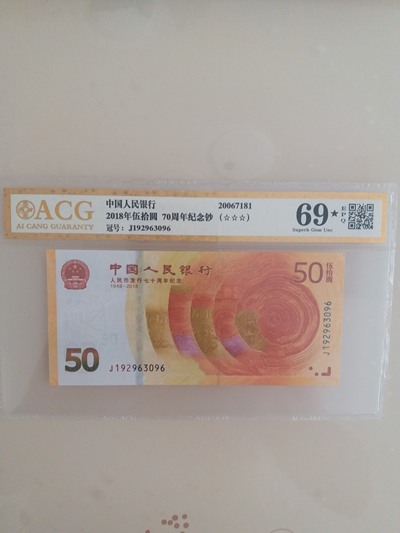 ACG
AI-CANG GUARANTY
中国人民银行 20067181
2018年伍拾圆 70周年纪念钞 (☆☆☆)
冠号: J192963096
69★
EPQ
Superb Gem Unc
中国人民银行
人民币发行七十周年纪念
1948-2018
50
伍拾圆
J192963096
50
J192963096